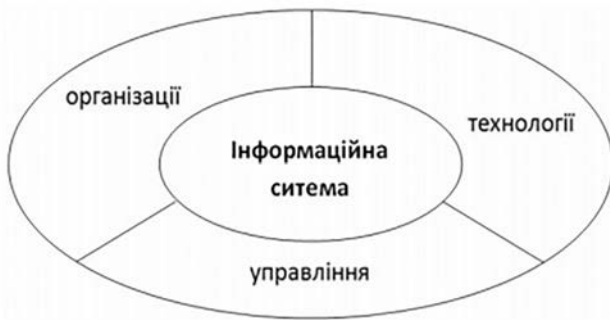 організації
технології
Інформаційна
ситема
управління